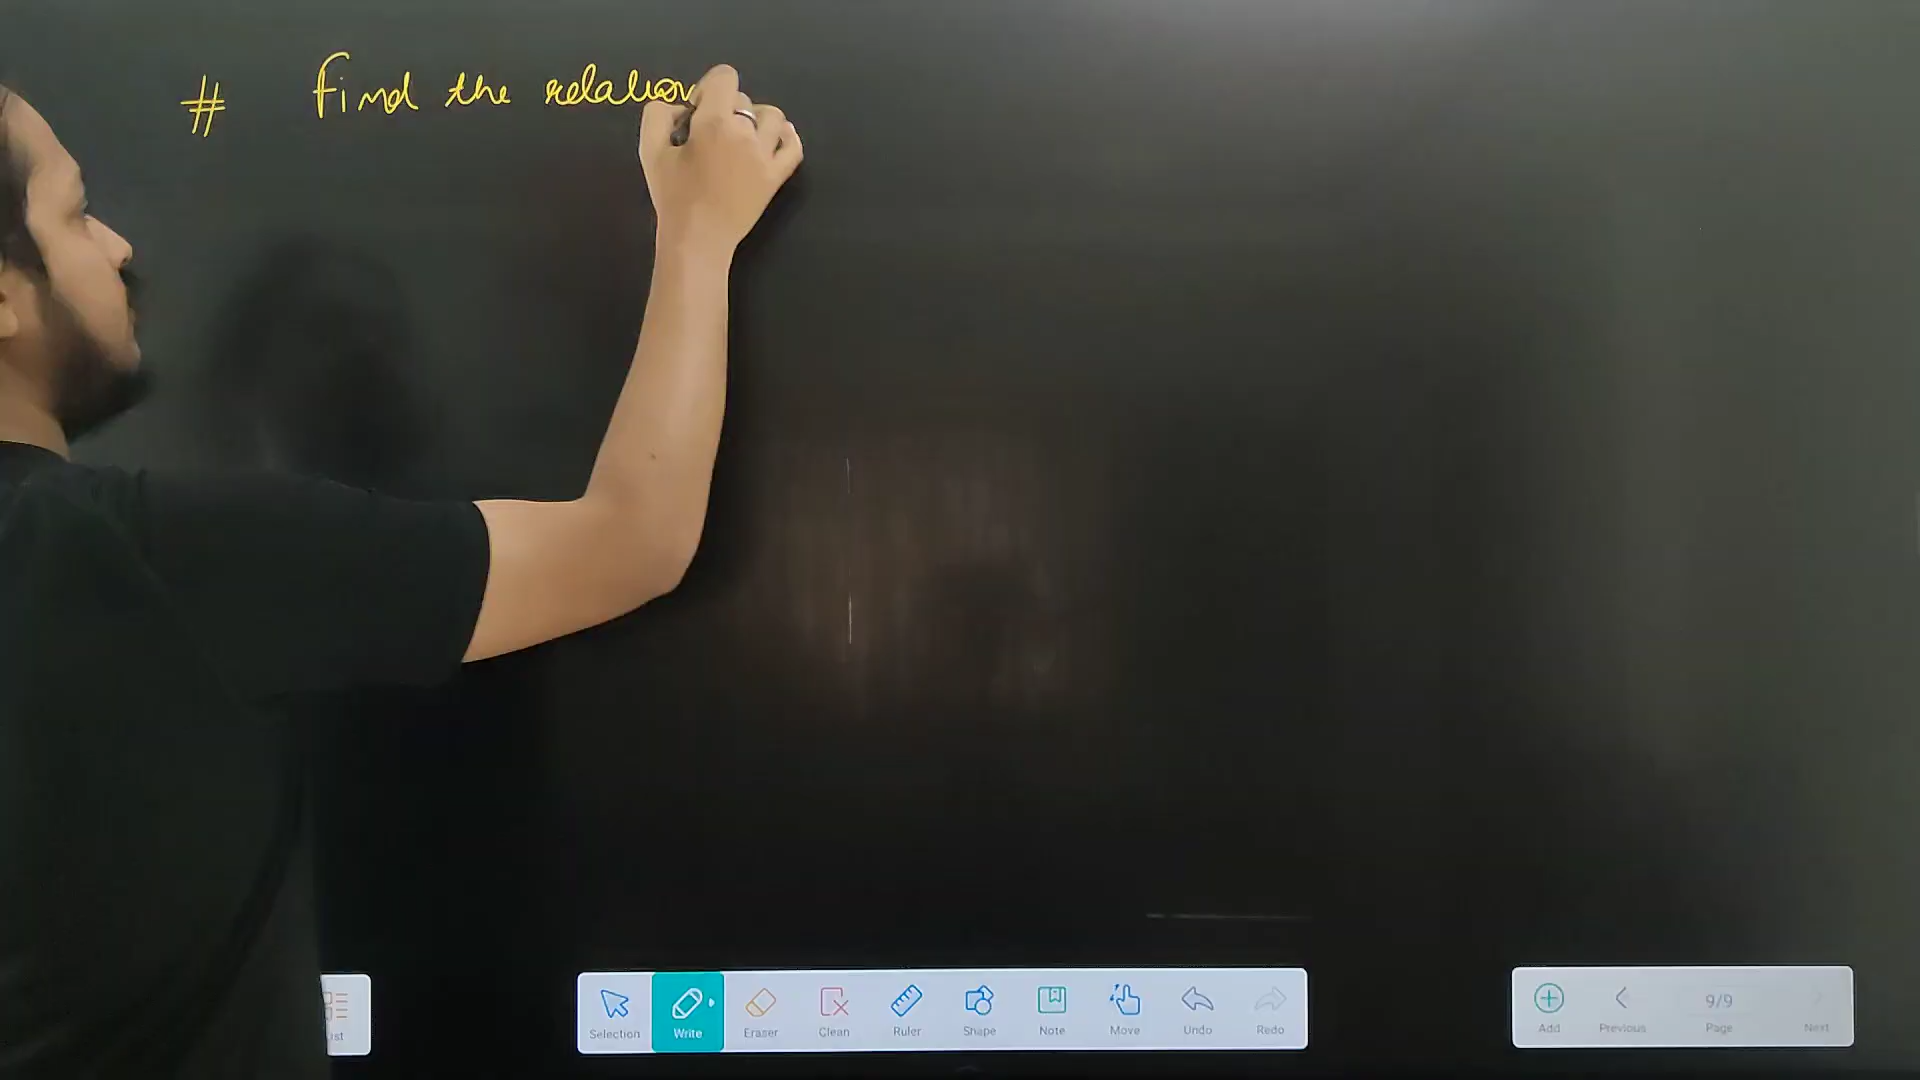 # Find the relation
ist
Selection Write Eraser Clean Ruler Shape Note Move Undo Redo
Add Previous 9/9 Page Next